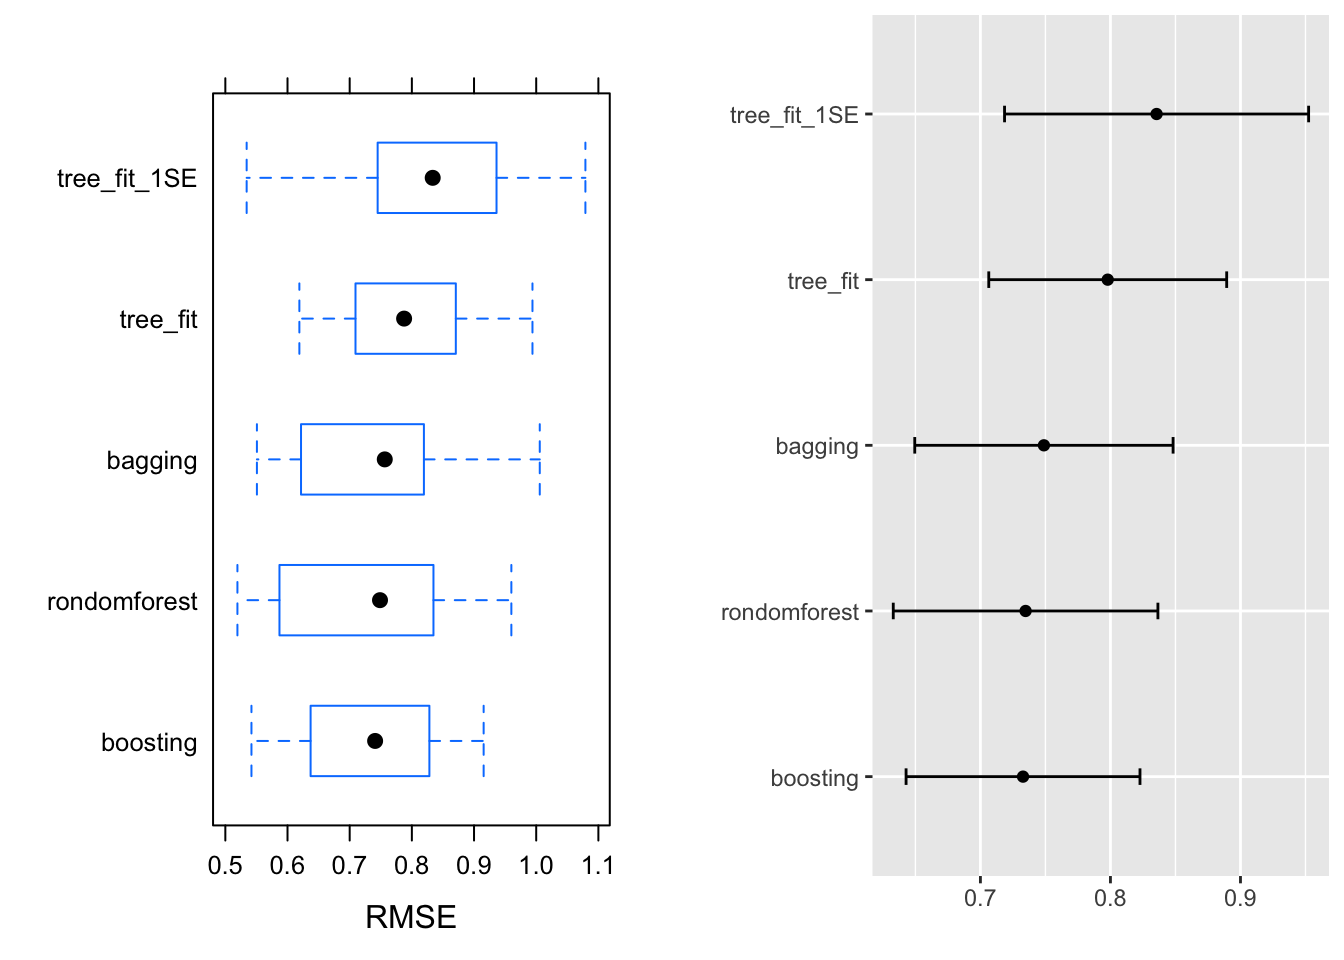 tree_fit_1SE
tree_fit
bagging
rondomforest
boosting
0.5 0.6 0.7 0.8 0.9 1.0 1.1
RMSE
tree_fit_1SE
tree_fit
bagging
rondomforest
boosting
0.7 0.8 0.9